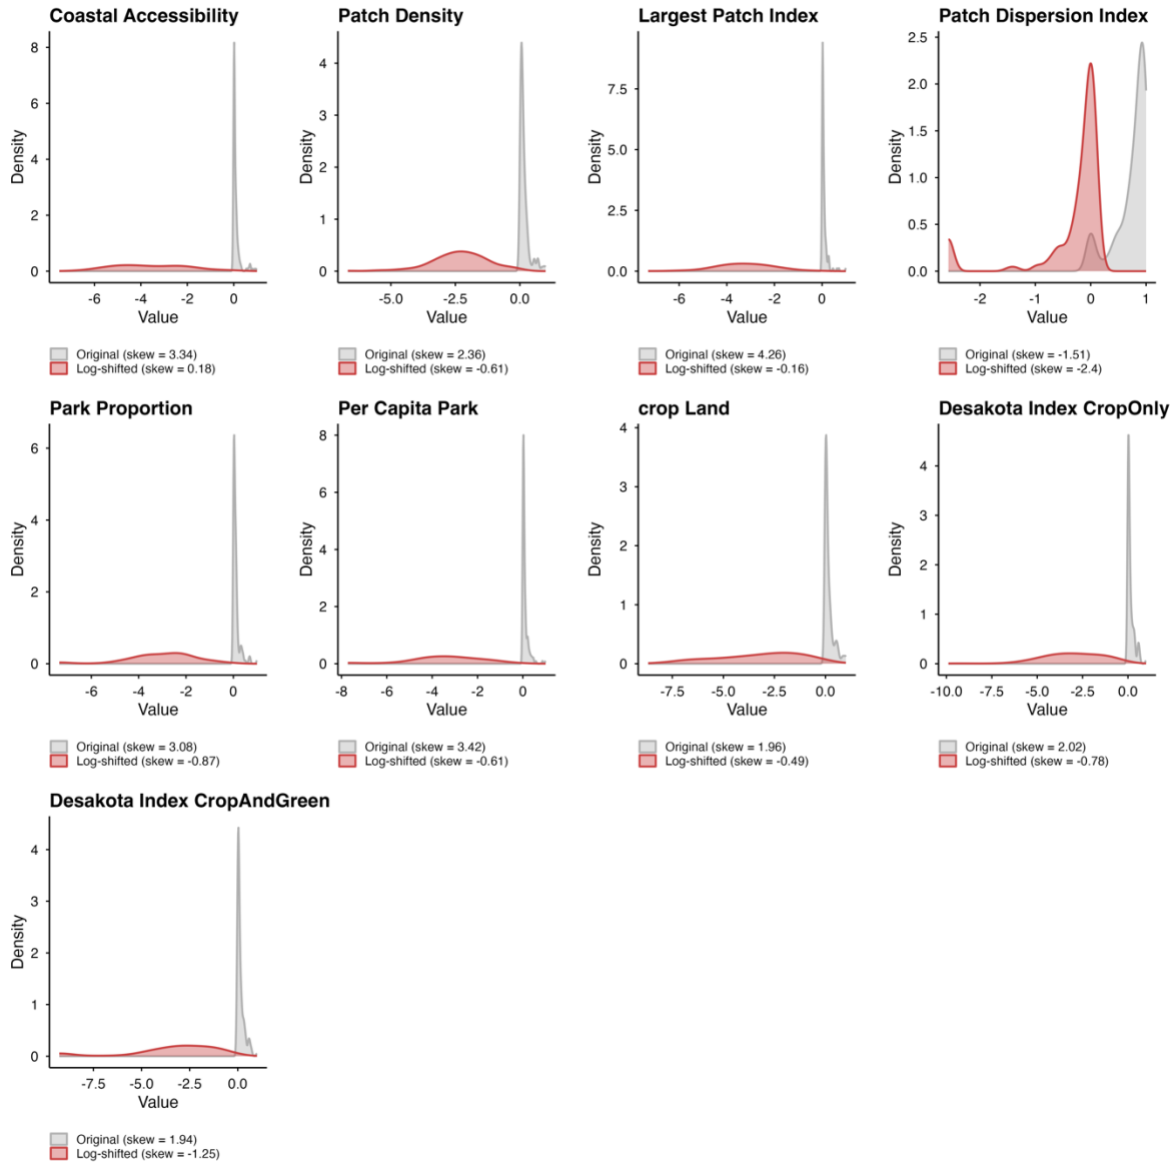 Coastal Accessibility
Density
8
6
4
2
0
-6 -4 -2 0
Value
Original (skew = 3.34)
Log-shifted (skew = 0.18)
Patch Density
Density
4
3
2
1
0
-5.0 -2.5 0.0
Value
Original (skew = 2.36)
Log-shifted (skew = -0.61)
Largest Patch Index
Density
7.5
5.0
2.5
0.0
-6 -4 -2 0
Value
Original (skew = 4.26)
Log-shifted (skew = -0.16)
Patch Dispersion Index
Density
2.5
2.0
1.5
1.0
0.5
0.0
-2 -1 0 1
Value
Original (skew = -1.51)
Log-shifted (skew = -2.4)
Park Proportion
Density
6
4
2
0
-6 -4 -2 0
Value
Original (skew = 3.08)
Log-shifted (skew = -0.87)
Per Capita Park
Density
8
6
4
2
0
-8 -6 -4 -2 0
Value
Original (skew = 3.42)
Log-shifted (skew = -0.61)
crop Land
Density
4
3
2
1
0
-7.5 -5.0 -2.5 0.0
Value
Original (skew = 1.96)
Log-shifted (skew = -0.49)
Desakota Index CropOnly
Density
4
3
2
1
0
-10.0 -7.5 -5.0 -2.5 0.0
Value
Original (skew = 2.02)
Log-shifted (skew = -0.78)
Desakota Index CropAndGreen
Density
4
3
2
1
0
-7.5 -5.0 -2.5 0.0
Value
Original (skew = 1.94)
Log-shifted (skew = -1.25)